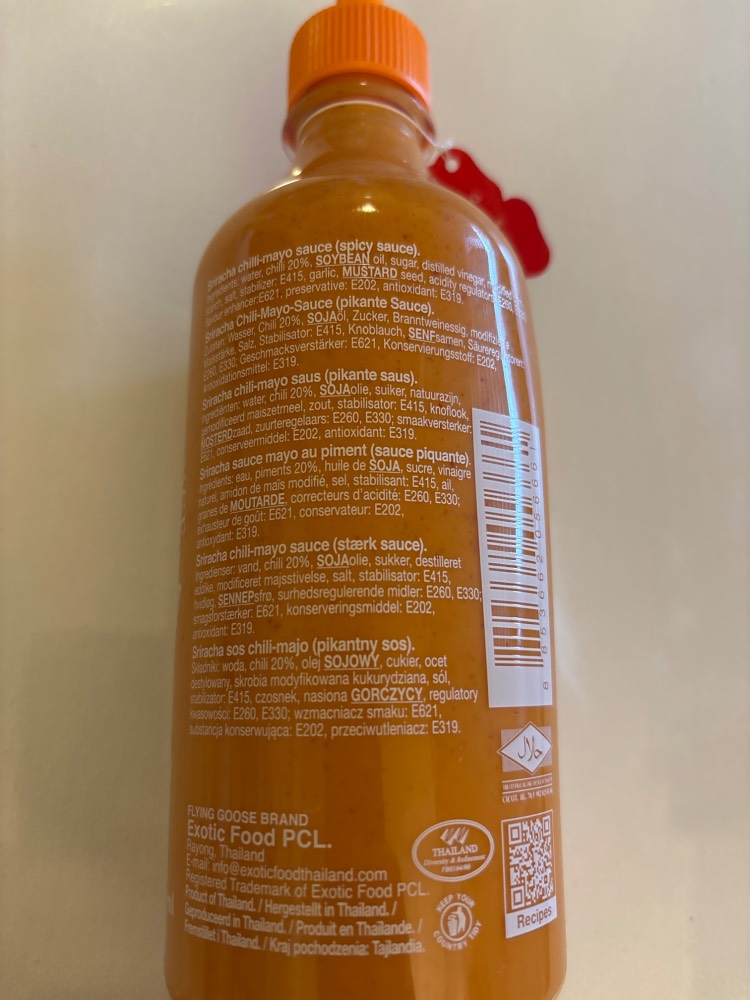 Sriracha chilli-mayo sauce (spicy sauce).
Ingredients: water, chilli 20%, SOYBEAN oil, sugar, distilled vinegar,
starch, salt, stabilizer: E415, garlic, MUSTARD seed, acidity regulator: E260,
flavour enhancer: E621, preservative: E202, antioxidant: E319.
Sriracha Chili-Mayo-Sauce (pikante Sauce).
Zutaten: Wasser, Chili 20%, SOJAöl, Zucker, Branntweinessig,
Salz, Stabilisator: E415, Knoblauch, SENFsamen,
E260, E330; Geschmacksverstärker: E621, Konservierungsstoff: E202,
Antioxidationsmittel: E319.
Sriracha chili-mayo saus (pikante saus).
Ingrediënten: water, chili 20%, SOJAolie, suiker, natuurazijn,
gemodificeerd maiszetmeel, zout, stabilisator: E415, knoflook,
MOSTERDzaad, zuurteregelaars: E260, E330; smaakversterker:
E621, conserveermiddel: E202, antioxidant: E319.
Sriracha sauce mayo au piment (sauce piquante).
Ingrédients: eau, piments 20%, huile de SOJA, sucre, vinaigre
naturel, amidon de maïs modifié, sel, stabilisant: E415, ail,
graines de MOUTARDE, correcteurs d'acidité: E260, E330;
exhausteur de goût: E621, conservateur: E202,
antioxydant: E319.
Sriracha chili-mayo sauce (stærk sauce).
Ingredienser: vand, chili 20%, SOJAolie, sukker, destilleret
eddike, modificeret majsstivelse, salt, stabilisator: E415,
hvidløg, SENNEPsfrø, surhedsregulerende midler: E260, E330;
smagsforstærker: E621, konserveringsmiddel: E202,
antioxidant: E319.
Sriracha sos chili-majo (pikantny sos).
Składniki: woda, chili 20%, olej SOJOWY, cukier, ocet
destylowany, skrobia modyfikowana kukurydziana, sól,
stabilizator: E415, czosnek, nasiona GORCZYCY, regulatory
kwasowości: E260, E330; wzmacniacz smaku: E621,
substancja konserwująca: E202, przeciwutleniacz: E319.
8 853662 056661
حلال
FLYING GOOSE BRAND
Exotic Food PCL.
Rayong, Thailand
E-mail: info@exoticfoodthailand.com
Registered Trademark of Exotic Food PCL.
Product of Thailand. / Hergestellt in Thailand. /
Geproduceerd in Thailand. / Produit en Thaïlande. /
Fremstillet i Thailand. / Kraj pochodzenia: Tajlandia.
THAILAND
Diversity & Refinement
KEEP YOUR
COUNTRY TIDY
Recipes